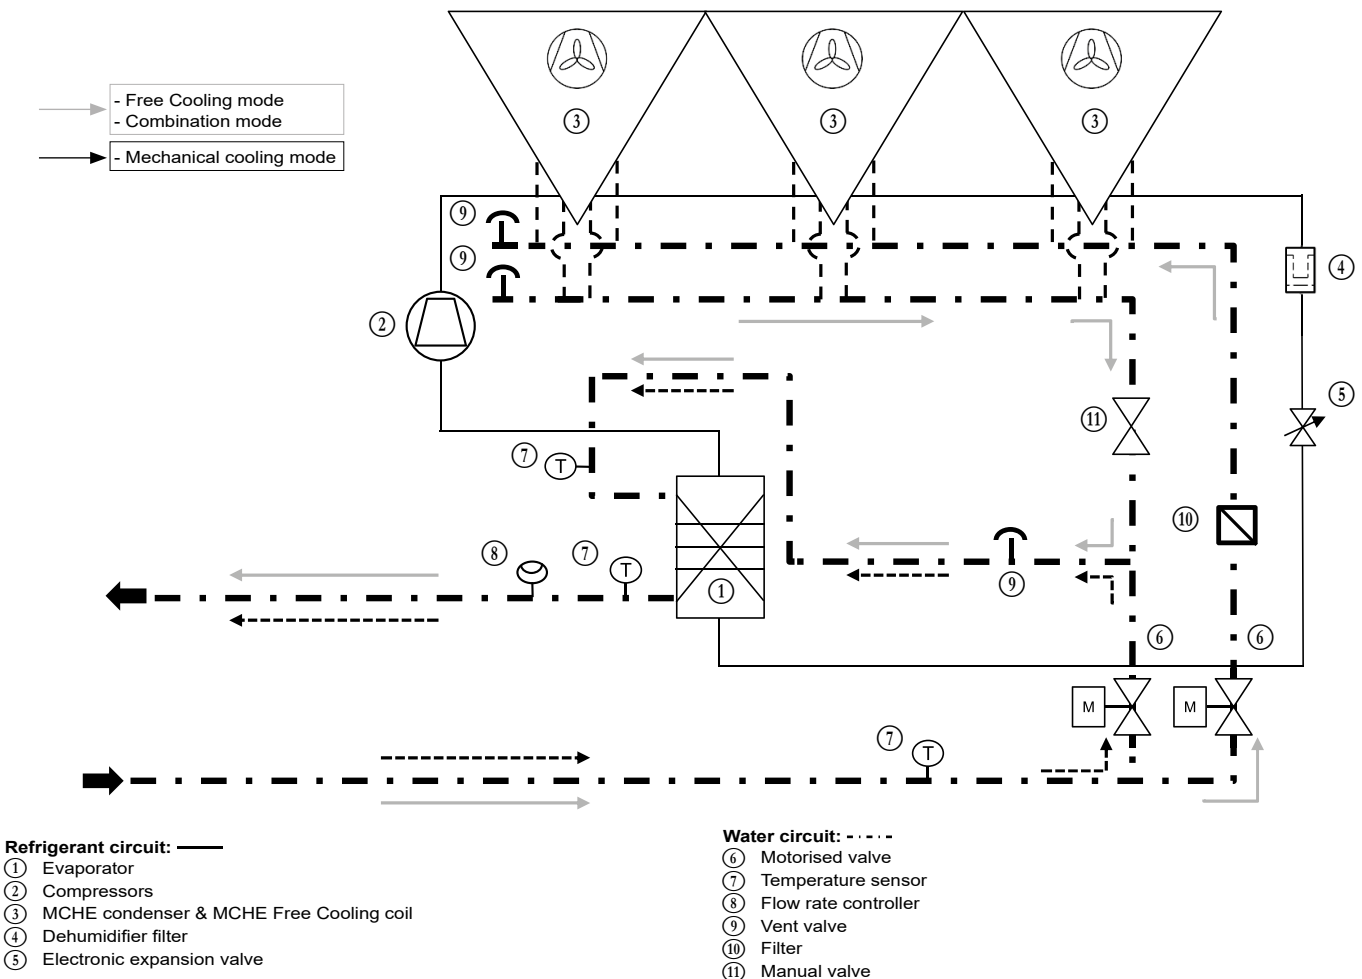 - Free Cooling mode
- Combination mode
- Mechanical cooling mode
3
3
3
9
9
4
2
5
11
7
T
10
8
7
T
9
1
6
6
M
M
7
T
Refrigerant circuit:
1 Evaporator
2 Compressors
3 MCHE condenser & MCHE Free Cooling coil
4 Dehumidifier filter
5 Electronic expansion valve
Water circuit:
6 Motorised valve
7 Temperature sensor
8 Flow rate controller
9 Vent valve
10 Filter
11 Manual valve